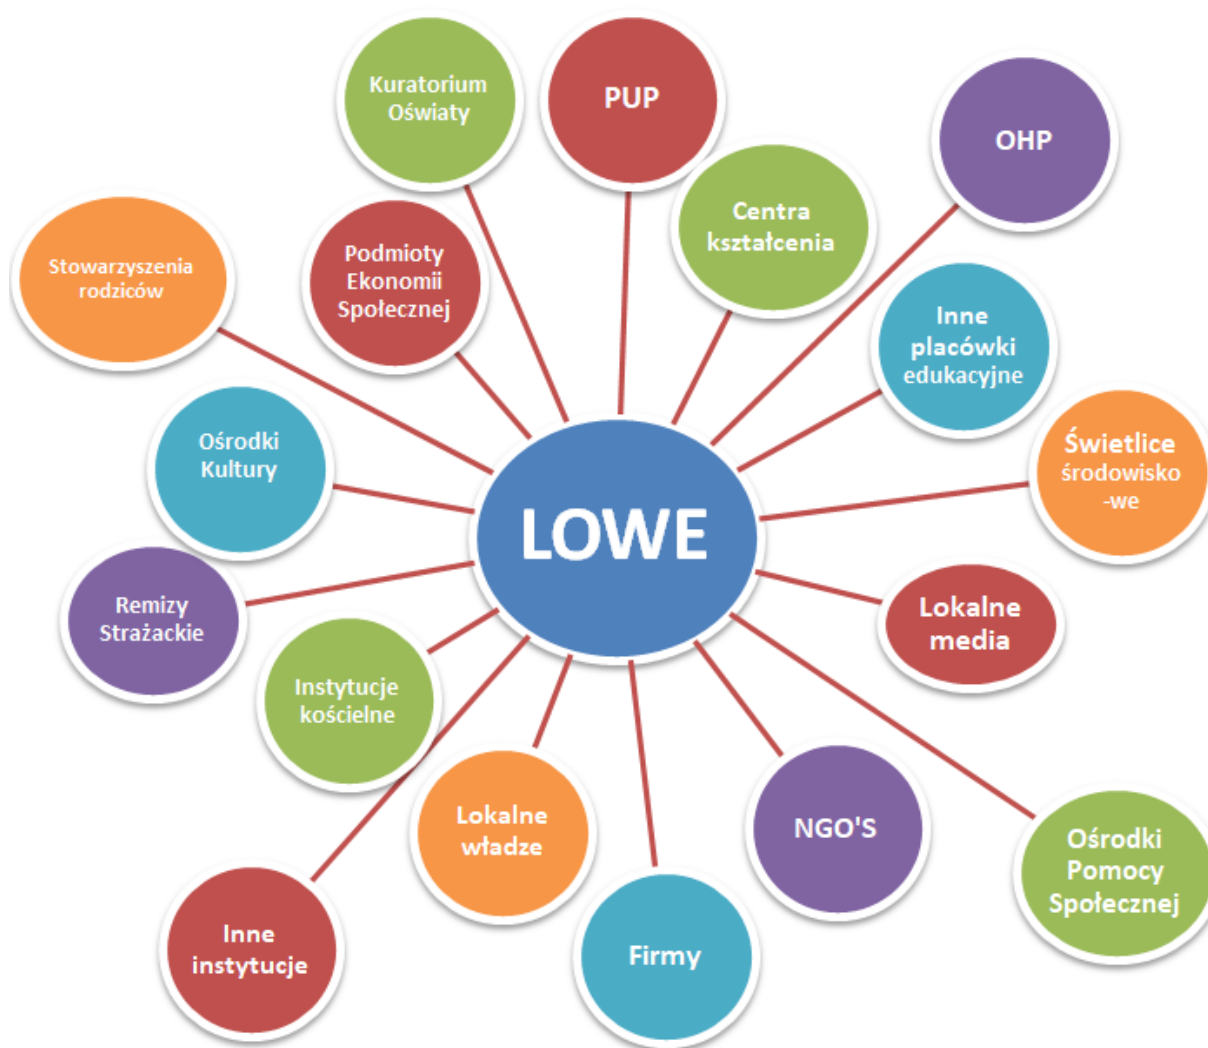 Kuratorium
Oświaty
PUP
OHP
Centra
kształcenia
Podmioty
Ekonomii
Społecznej
Stowarzyszenia
rodziców
Inne
placówki
edukacyjne
Ośrodki
Kultury
Świetlice
środowisko
-we
LOWE
Remizy
Strażackie
Lokalne
media
Instytucje
kościelne
Lokalne
władze
NGO'S
Ośrodki
Pomocy
Społecznej
Inne
instytucje
Firmy